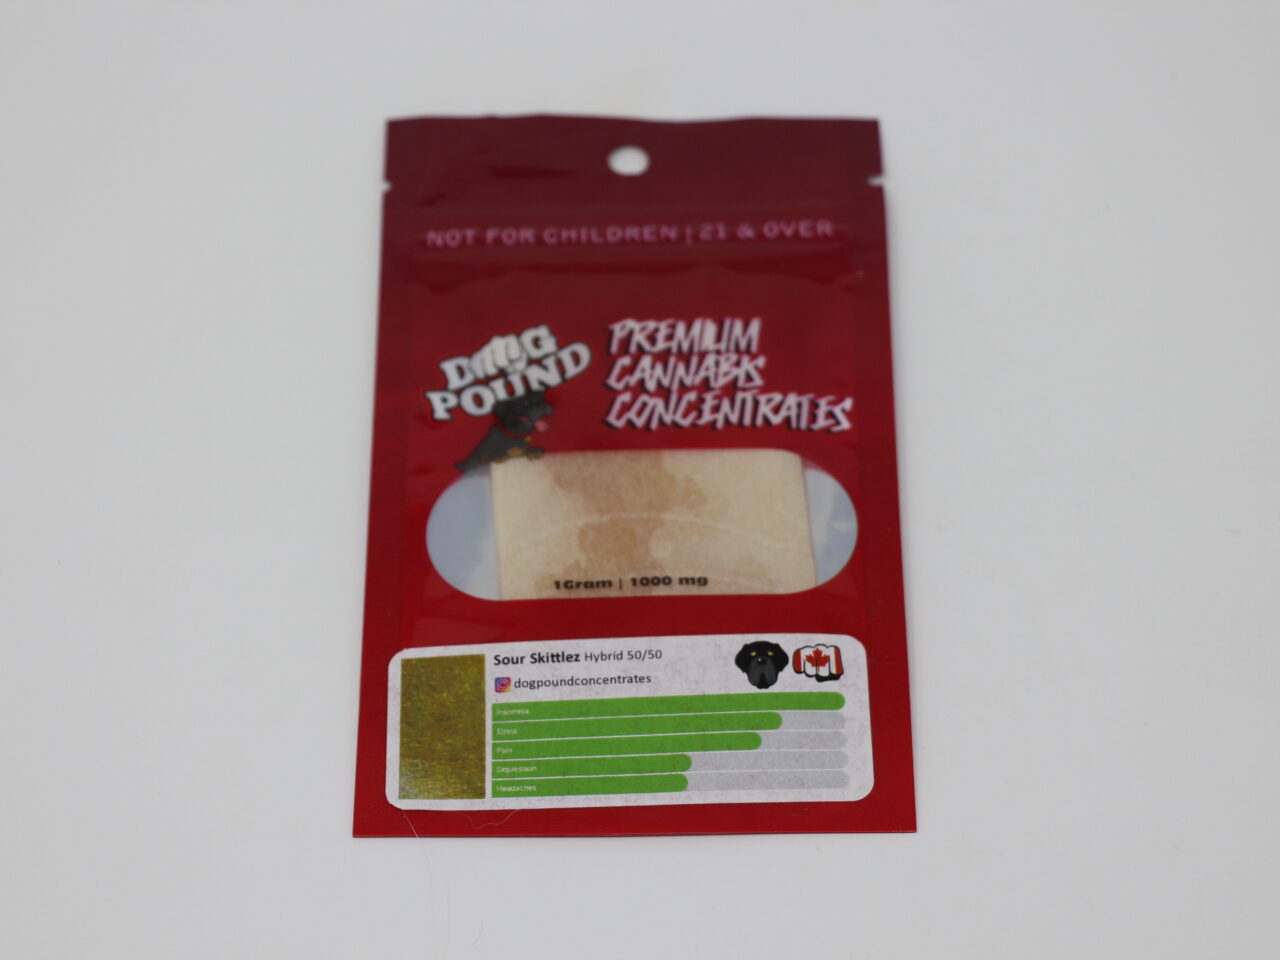 NOT FOR CHILDREN | 21 & OVER
DOG
POUND
PREMIUM
CANNABIS
CONCENTRATES
1Gram | 1000 mg
Sour Skittlez Hybrid 50/50
dogpoundconcentrates
Insomnia
Stress
Pain
Depression
Headaches